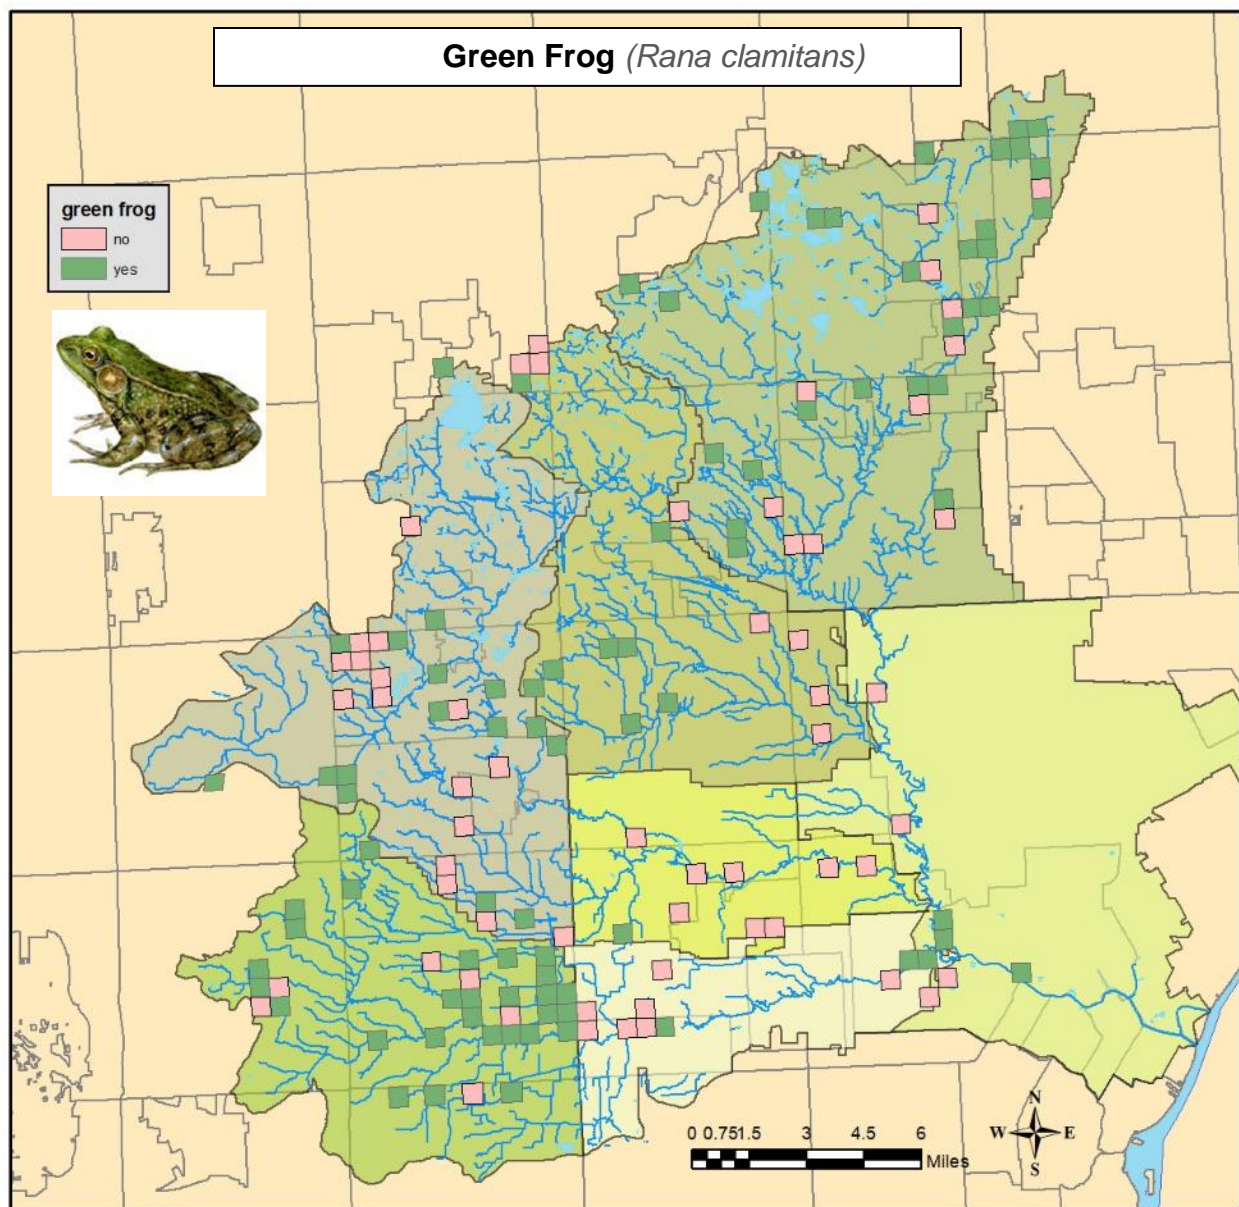 Green Frog (Rana clamitans)
green frog
no
yes
N
W E
S
0 0.751.5 3 4.5 6
Miles